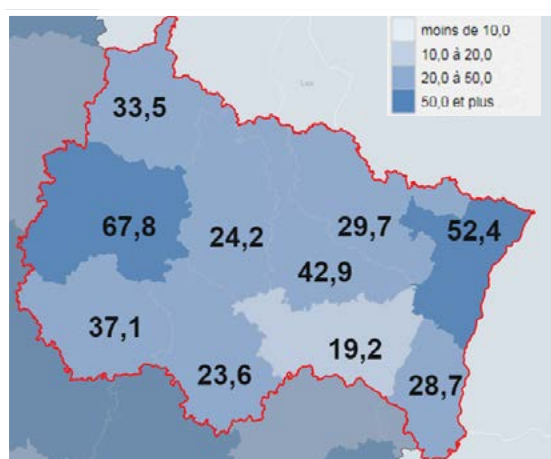 moins de 10,0
10,0 à 20,0
20,0 à 50,0
50,0 et plus
33,5
67,8
24,2
29,7
52,4
42,9
37,1
19,2
23,6
28,7